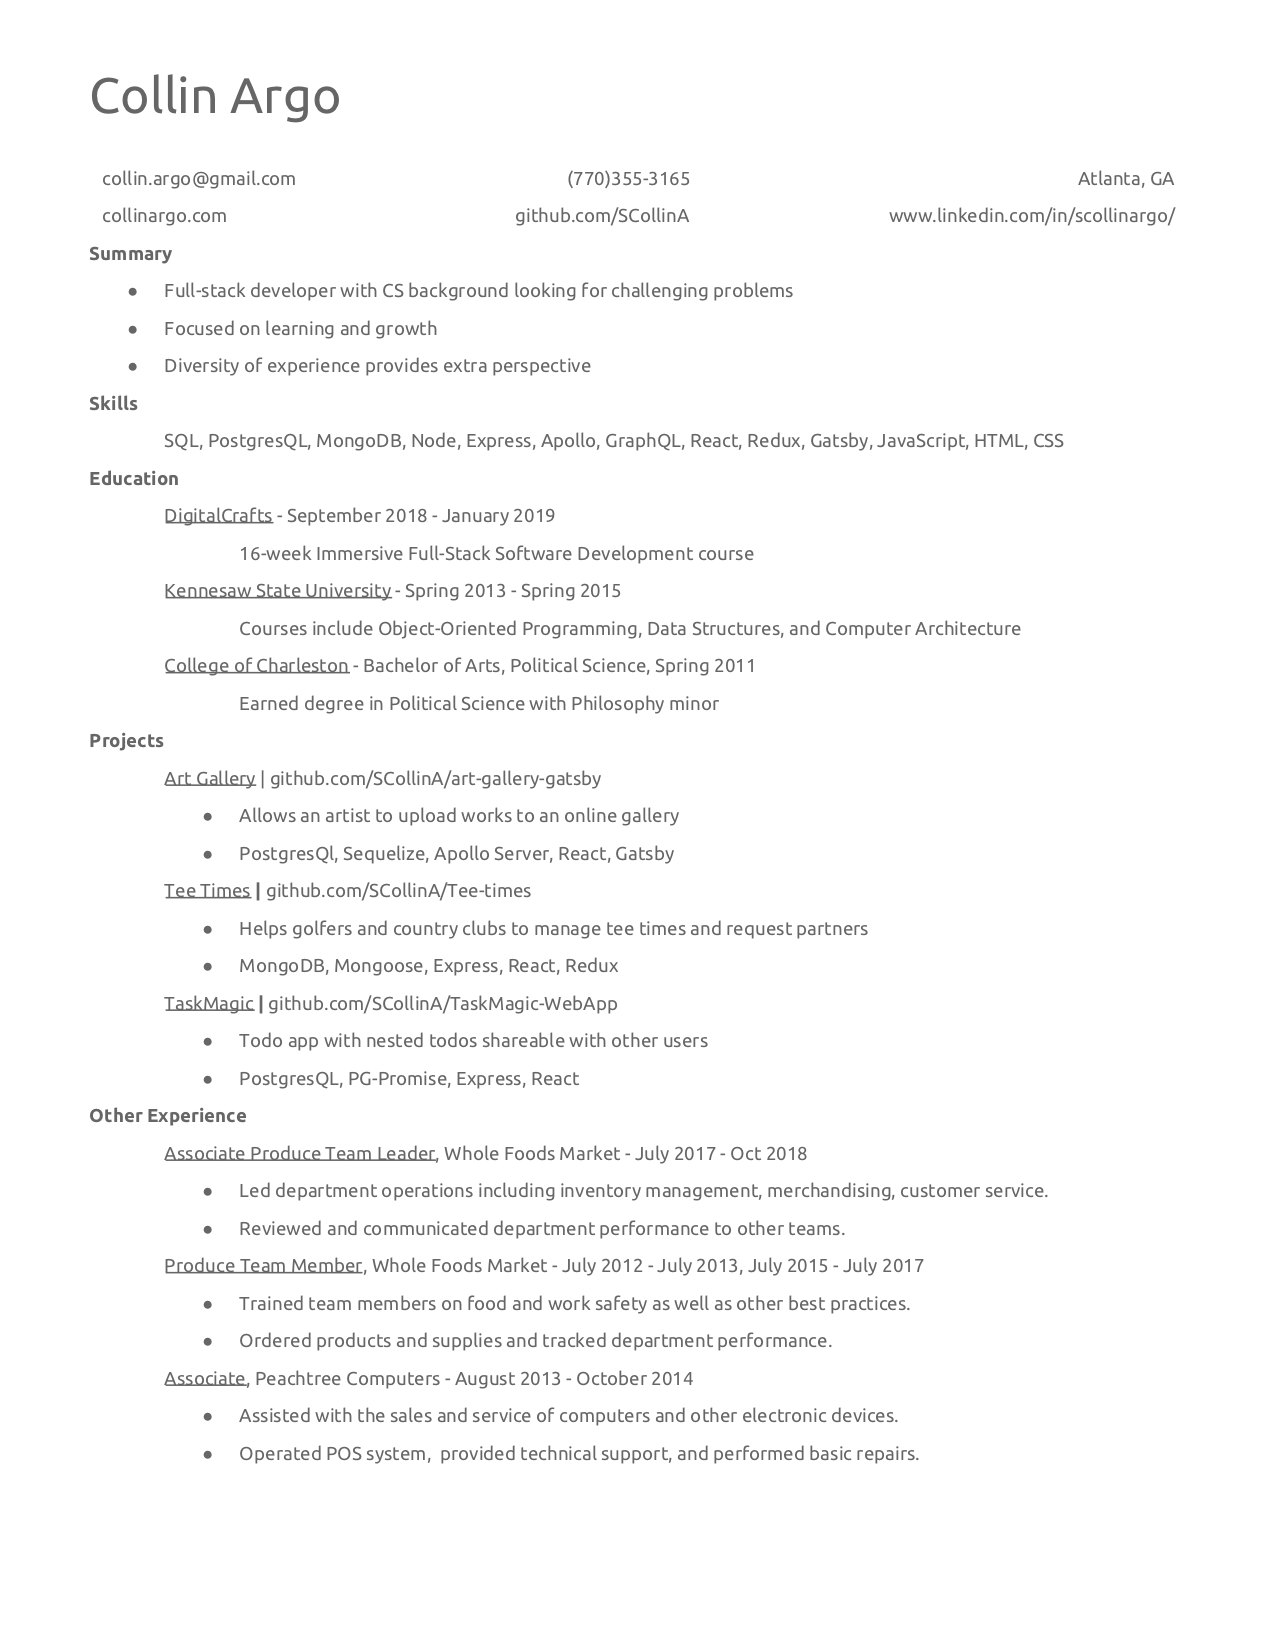 Collin Argo
collin.argo@gmail.com (770)355-3165 Atlanta, GA
collinargo.com github.com/SCollinA www.linkedin.com/in/scollinargo/
Summary
● Full-stack developer with CS background looking for challenging problems
● Focused on learning and growth
● Diversity of experience provides extra perspective
Skills
SQL, PostgresQL, MongoDB, Node, Express, Apollo, GraphQL, React, Redux, Gatsby, JavaScript, HTML, CSS
Education
DigitalCrafts - September 2018 - January 2019
16-week Immersive Full-Stack Software Development course
Kennesaw State University - Spring 2013 - Spring 2015
Courses include Object-Oriented Programming, Data Structures, and Computer Architecture
College of Charleston - Bachelor of Arts, Political Science, Spring 2011
Earned degree in Political Science with Philosophy minor
Projects
Art Gallery | github.com/SCollinA/art-gallery-gatsby
● Allows an artist to upload works to an online gallery
● PostgresQl, Sequelize, Apollo Server, React, Gatsby
Tee Times | github.com/SCollinA/Tee-times
● Helps golfers and country clubs to manage tee times and request partners
● MongoDB, Mongoose, Express, React, Redux
TaskMagic | github.com/SCollinA/TaskMagic-WebApp
● Todo app with nested todos shareable with other users
● PostgresQL, PG-Promise, Express, React
Other Experience
Associate Produce Team Leader, Whole Foods Market - July 2017 - Oct 2018
● Led department operations including inventory management, merchandising, customer service.
● Reviewed and communicated department performance to other teams.
Produce Team Member, Whole Foods Market - July 2012 - July 2013, July 2015 - July 2017
● Trained team members on food and work safety as well as other best practices.
● Ordered products and supplies and tracked department performance.
Associate, Peachtree Computers - August 2013 - October 2014
● Assisted with the sales and service of computers and other electronic devices.
● Operated POS system,  provided technical support, and performed basic repairs.